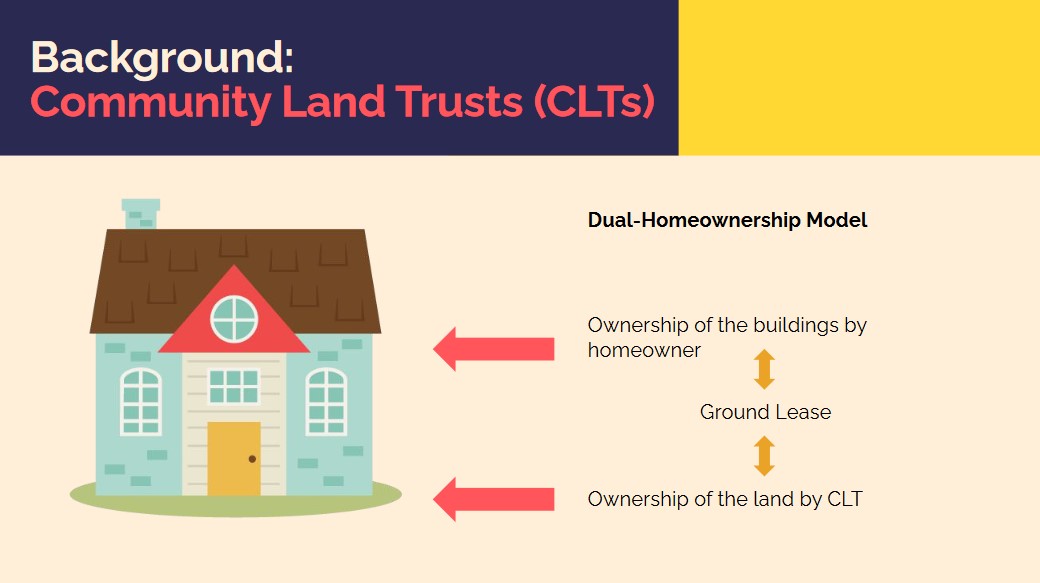 Background:
Community Land Trusts (CLTs)
Dual-Homeownership Model
Ownership of the buildings by
homeowner
Ground Lease
Ownership of the land by CLT